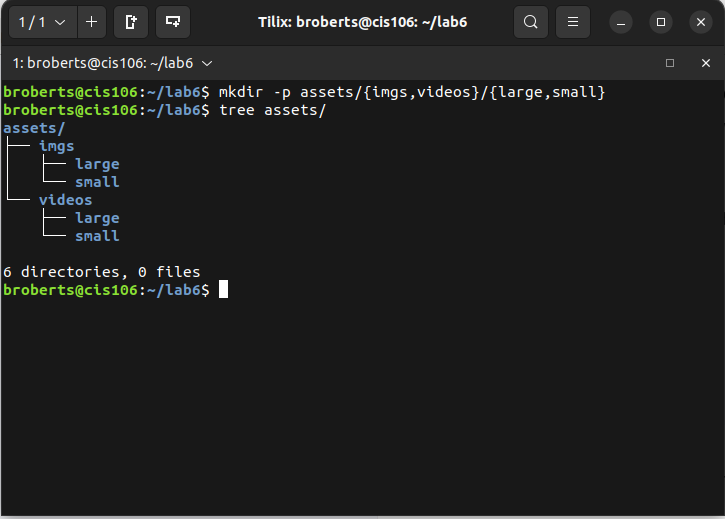 1 / 1
Tilix: broberts@cis106: ~/lab6
1: broberts@cis106: ~/lab6
broberts@cis106:~/lab6$ mkdir -p assets/{imgs,videos}/{large,small}
broberts@cis106:~/lab6$ tree assets/
assets/
├── imgs
│   ├── large
│   └── small
└── videos
    ├── large
    └── small
6 directories, 0 files
broberts@cis106:~/lab6$